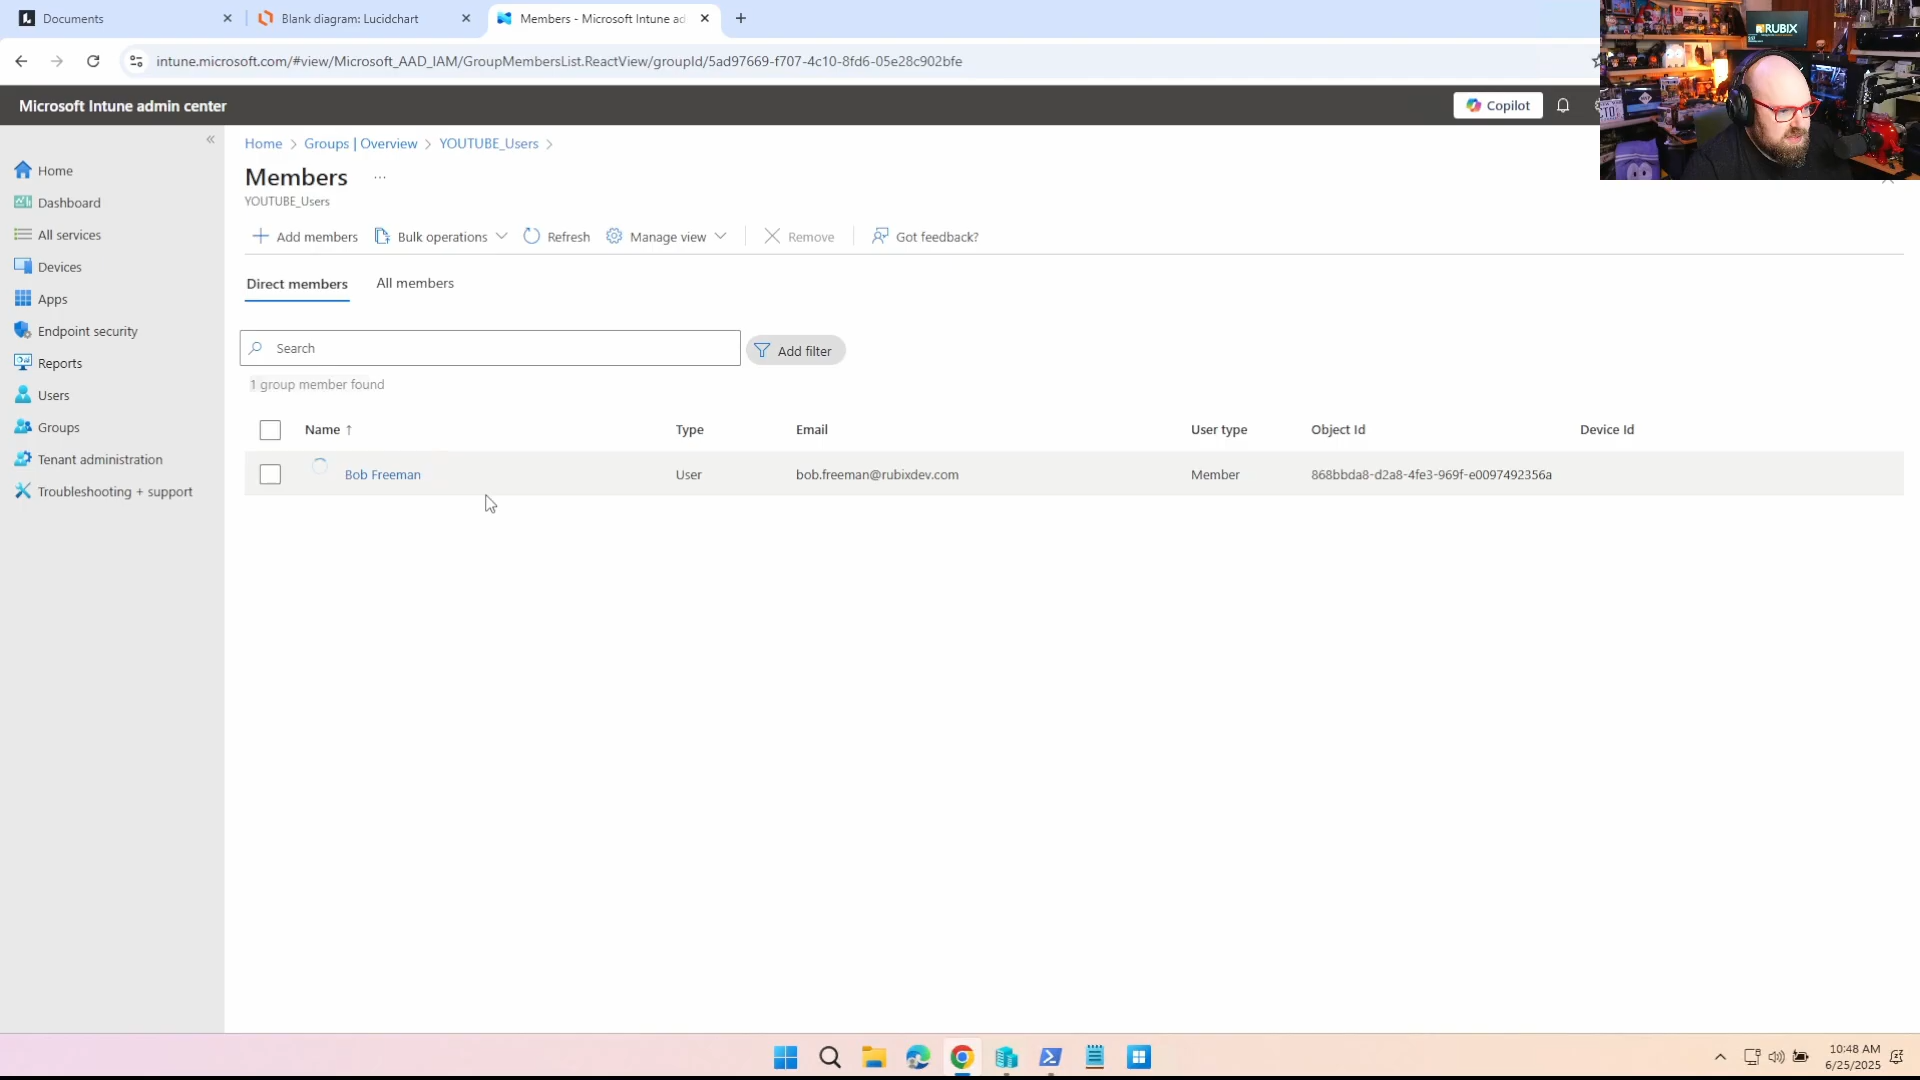 Documents
Blank diagram: Lucidchart
Members - Microsoft Intune ad
intune.microsoft.com/#view/Microsoft_AAD_IAM/GroupMembersList.ReactView/groupId/5ad97669-f707-4c10-8fd6-05e28c902bfe
RUBIX
Microsoft Intune admin center
Copilot
Home
Dashboard
All services
Devices
Apps
Endpoint security
Reports
Users
Groups
Tenant administration
Troubleshooting + support
Home > Groups | Overview > YOUTUBE_Users >
Members ...
YOUTUBE_Users
Add members Bulk operations Refresh Manage view Remove Got feedback?
Direct members All members
Search Add filter
1 group member found
Name ↑ Type Email User type Object Id Device Id
Bob Freeman User bob.freeman@rubixdev.com Member 868bbda8-d2a8-4fe3-969f-e0097492356a
10:48 AM
6/25/2025